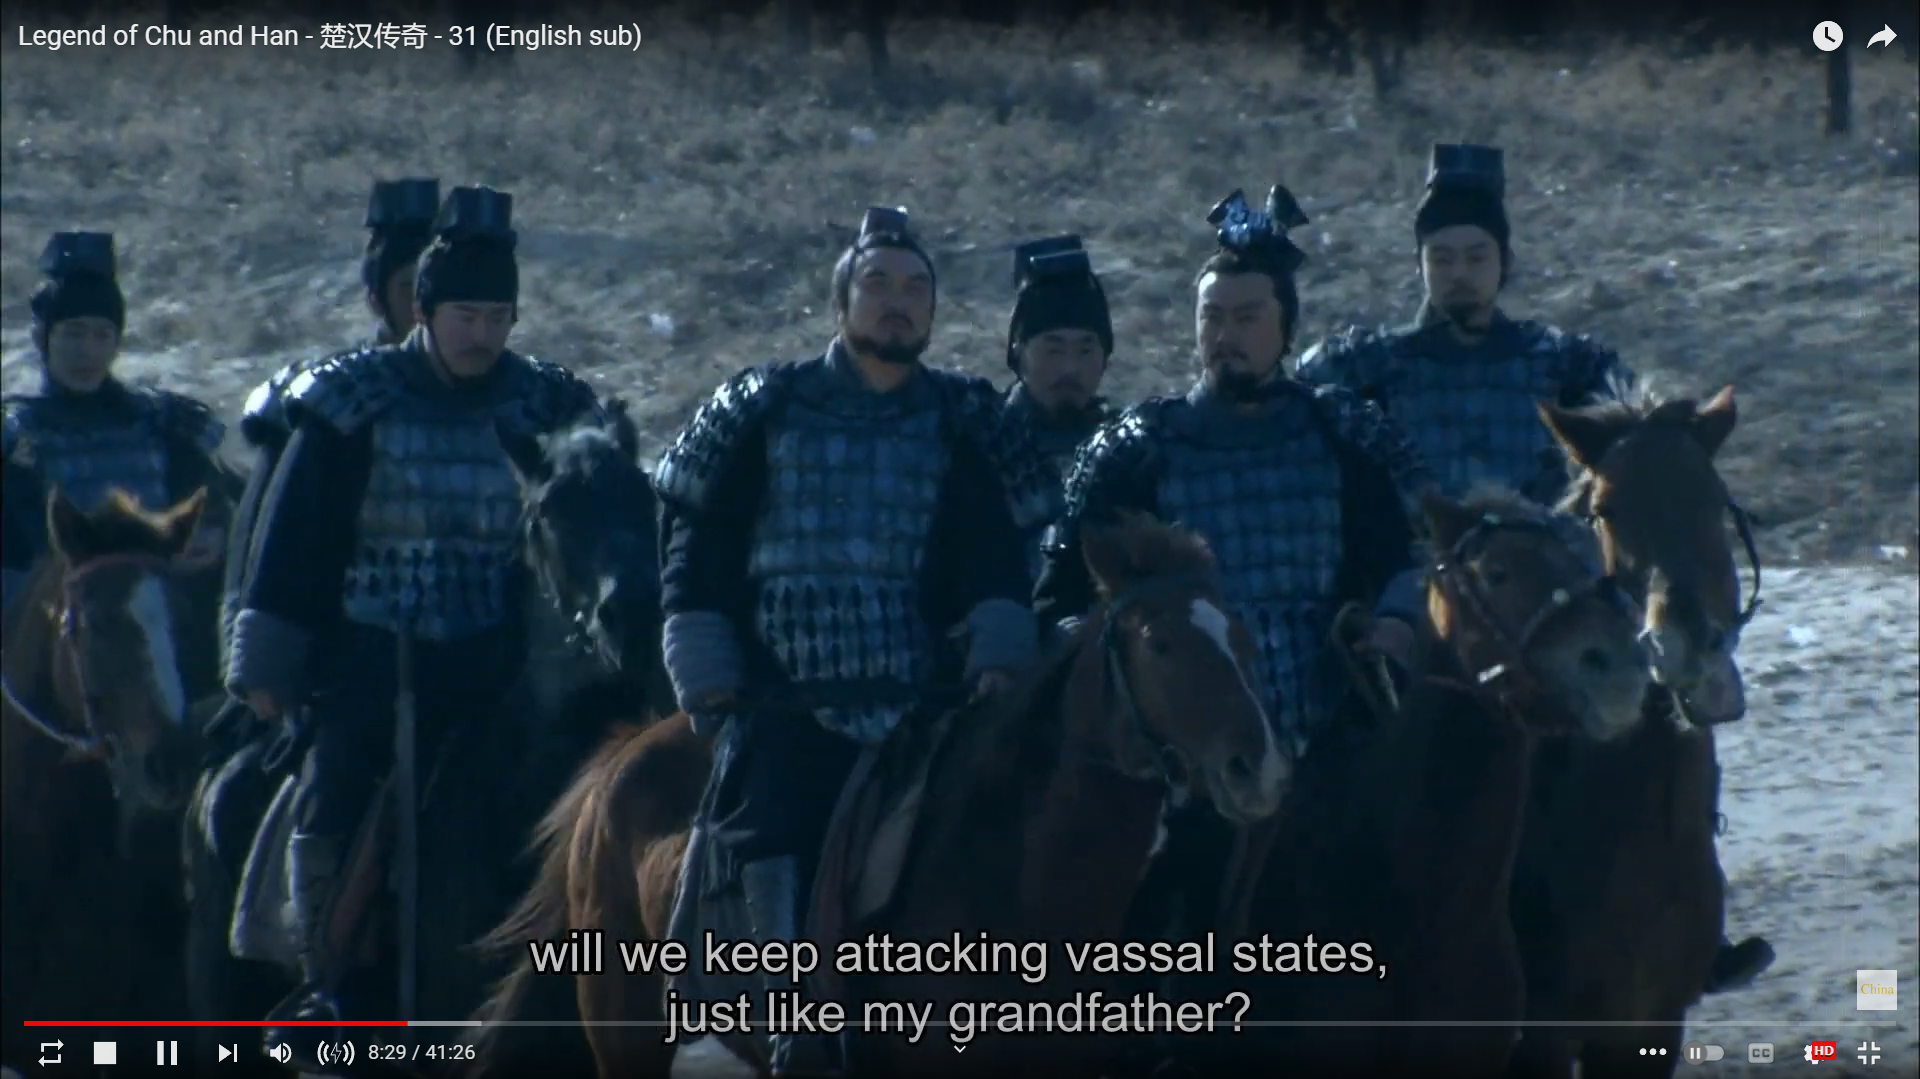 Legend of Chu and Han - 楚汉传奇 - 31 (English sub)
will we keep attacking vassal states,
just like my grandfather?
China
8:29 / 41:26
CC
HD